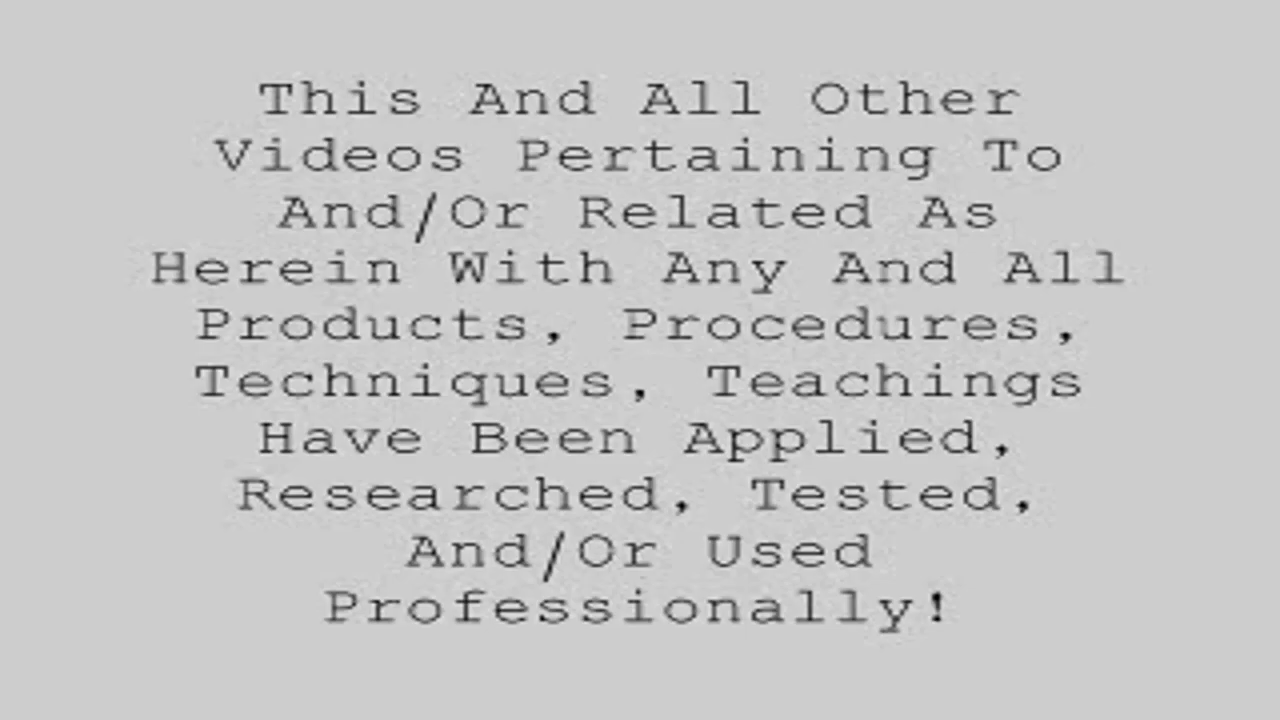 This And All Other
Videos Pertaining To
And/Or Related As
Herein With Any And All
Products, Procedures,
Techniques, Teachings
Have Been Applied,
Researched, Tested,
And/Or Used
Professionally!